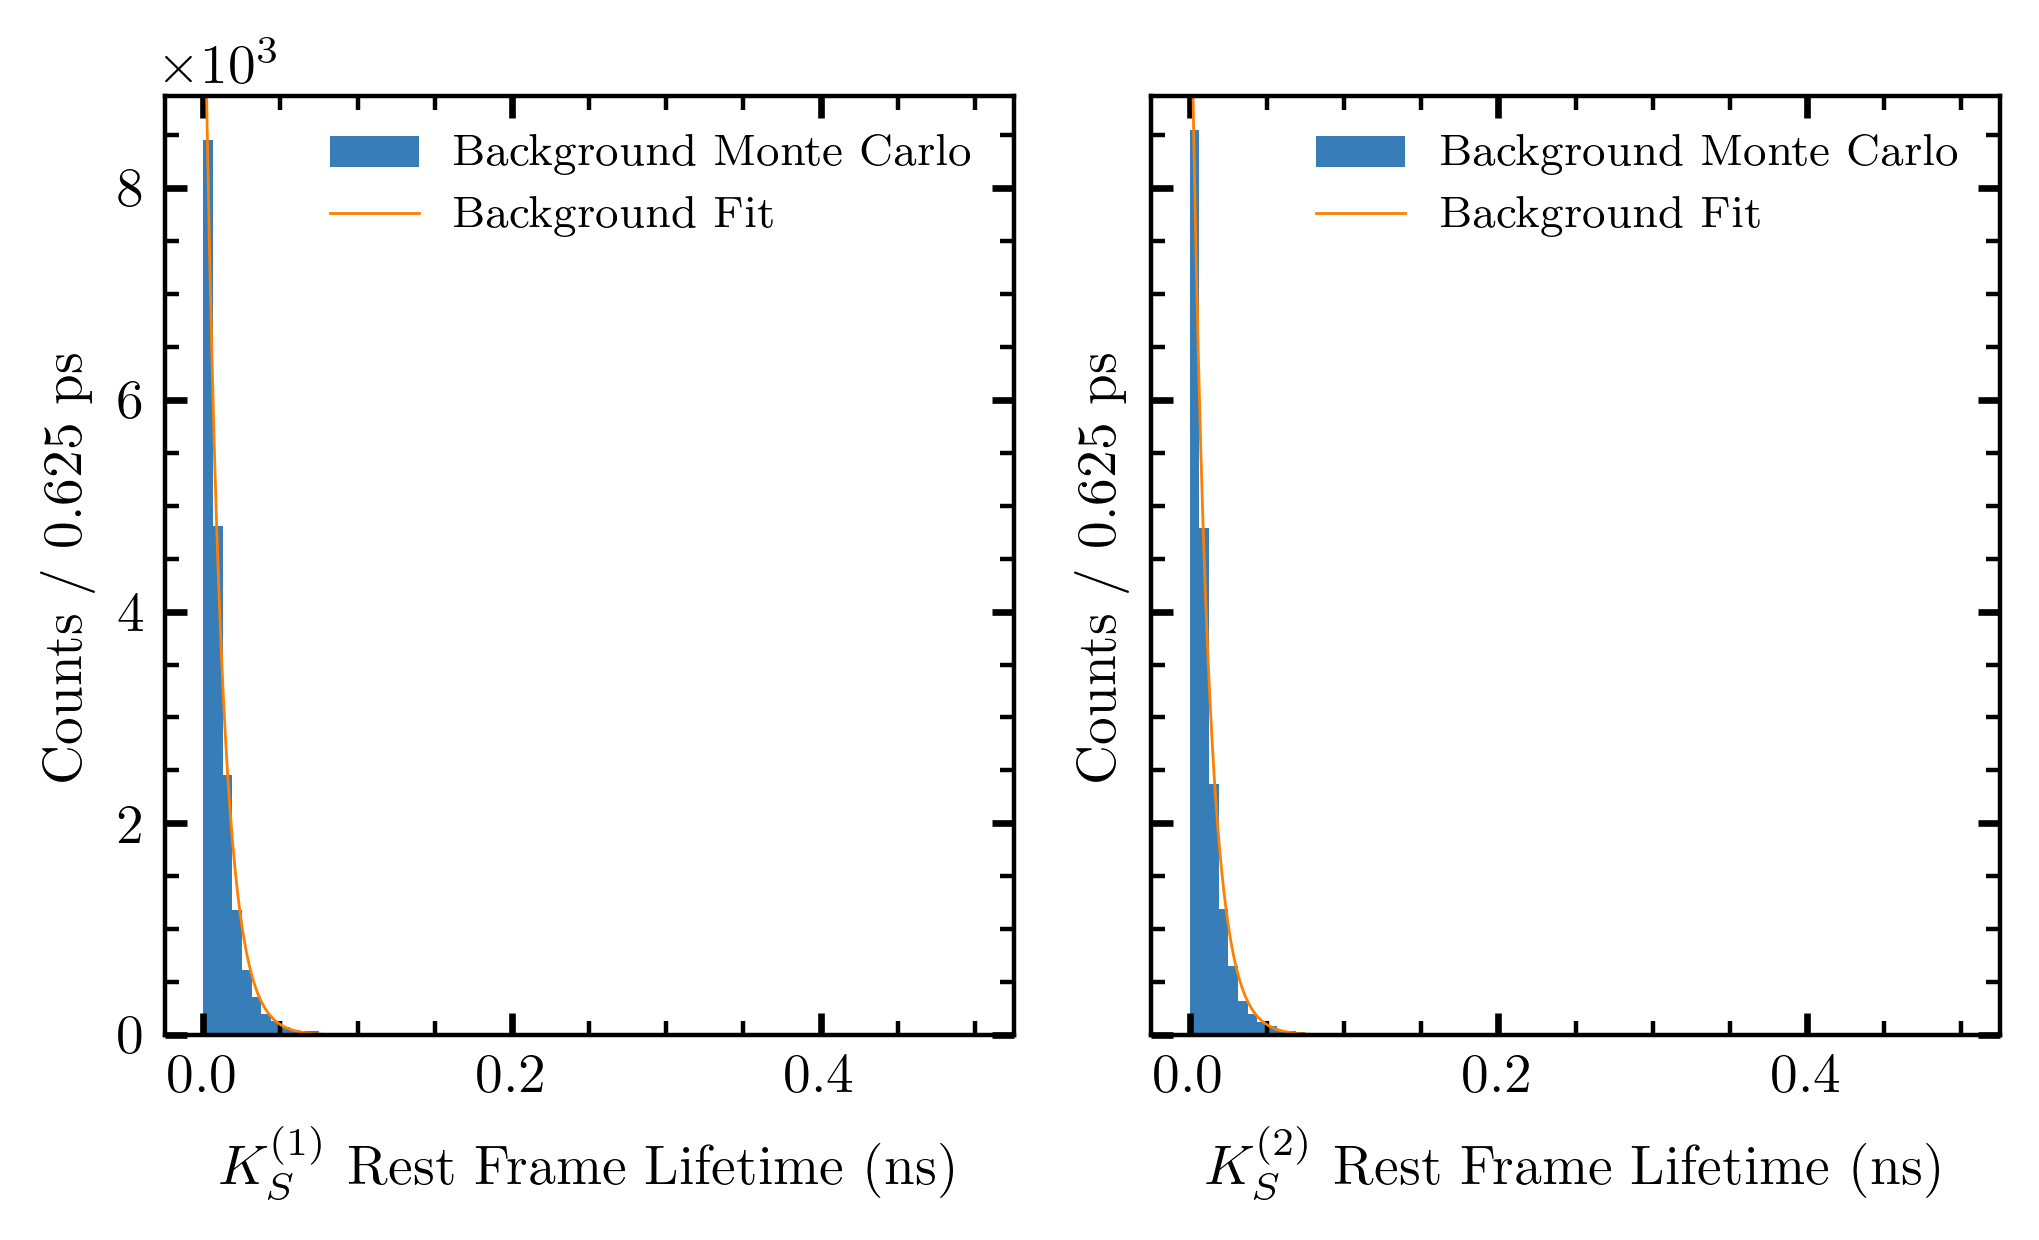 ×10³
8
6
4
2
0
Counts / 0.625 ps
Background Monte Carlo
Background Fit
0.0 0.2 0.4
K_S^(1) Rest Frame Lifetime (ns)
Counts / 0.625 ps
Background Monte Carlo
Background Fit
0.0 0.2 0.4
K_S^(2) Rest Frame Lifetime (ns)